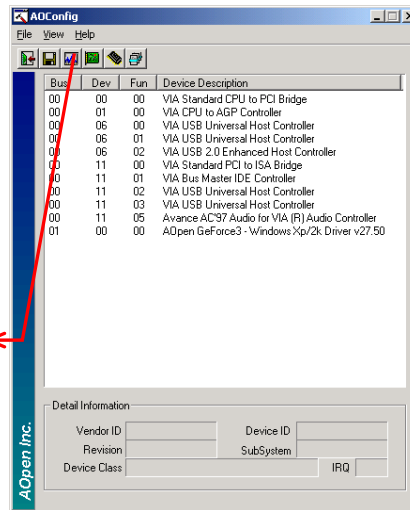 AOConfig
File View Help
Bus Dev Fun Device Description
00 00 00 VIA Standard CPU to PCI Bridge
00 01 00 VIA CPU to AGP Controller
00 06 00 VIA USB Universal Host Controller
00 06 01 VIA USB Universal Host Controller
00 06 02 VIA USB 2.0 Enhanced Host Controller
00 11 00 VIA Standard PCI to ISA Bridge
00 11 01 VIA Bus Master IDE Controller
00 11 02 VIA USB Universal Host Controller
00 11 03 VIA USB Universal Host Controller
00 11 05 Avance AC'97 Audio for VIA (R) Audio Controller
01 00 00 AOpen GeForce3 - Windows Xp/2k Driver v27.50
Detail Information
Vendor ID Device ID
Revision SubSystem
Device Class IRQ
AOpen Inc.